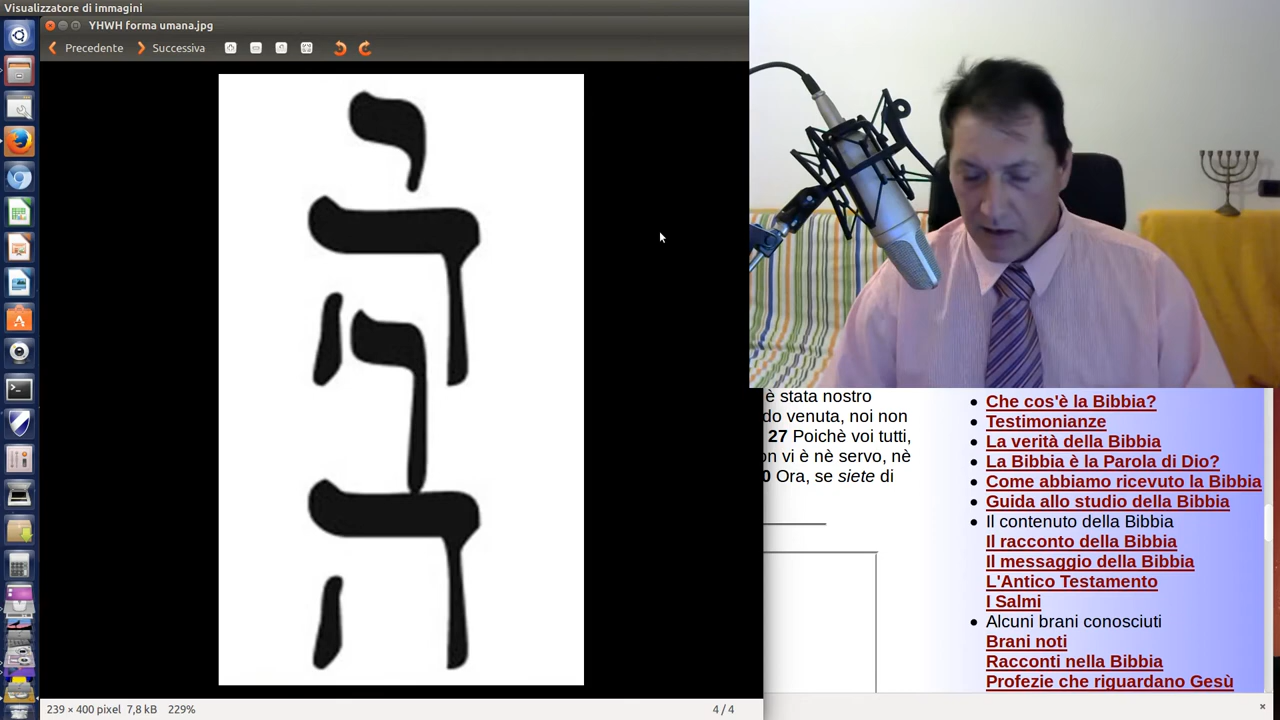 Visualizzatore di immagini
YHWH forma umana.jpg
Precedente
Successiva
י
ה
ו
ה
239 × 400 pixel 7,8 kB 229%
4 / 4
è stata nostro
do venuta, noi non
27 Poichè voi tutti,
on vi è nè servo, nè
0 Ora, se siete di
Che cos'è la Bibbia?
Testimonianze
La verità della Bibbia
La Bibbia è la Parola di Dio?
Come abbiamo ricevuto la Bibbia
Guida allo studio della Bibbia
Il contenuto della Bibbia
Il racconto della Bibbia
Il messaggio della Bibbia
L'Antico Testamento
I Salmi
Alcuni brani conosciuti
Brani noti
Racconti nella Bibbia
Profezie che riguardano Gesù